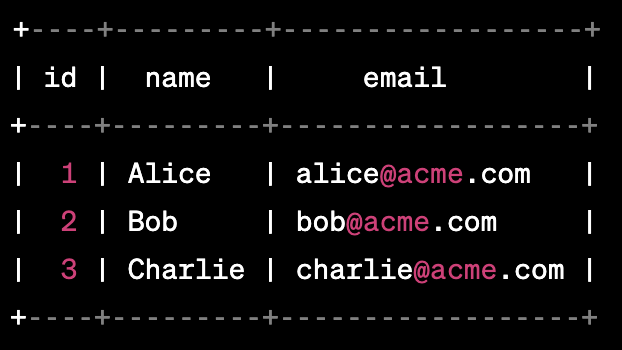 +----+---------+------------------+
| id |  name   |     email        |
+----+---------+------------------+
|  1 | Alice   | alice@acme.com   |
|  2 | Bob     | bob@acme.com     |
|  3 | Charlie | charlie@acme.com |
+----+---------+------------------+